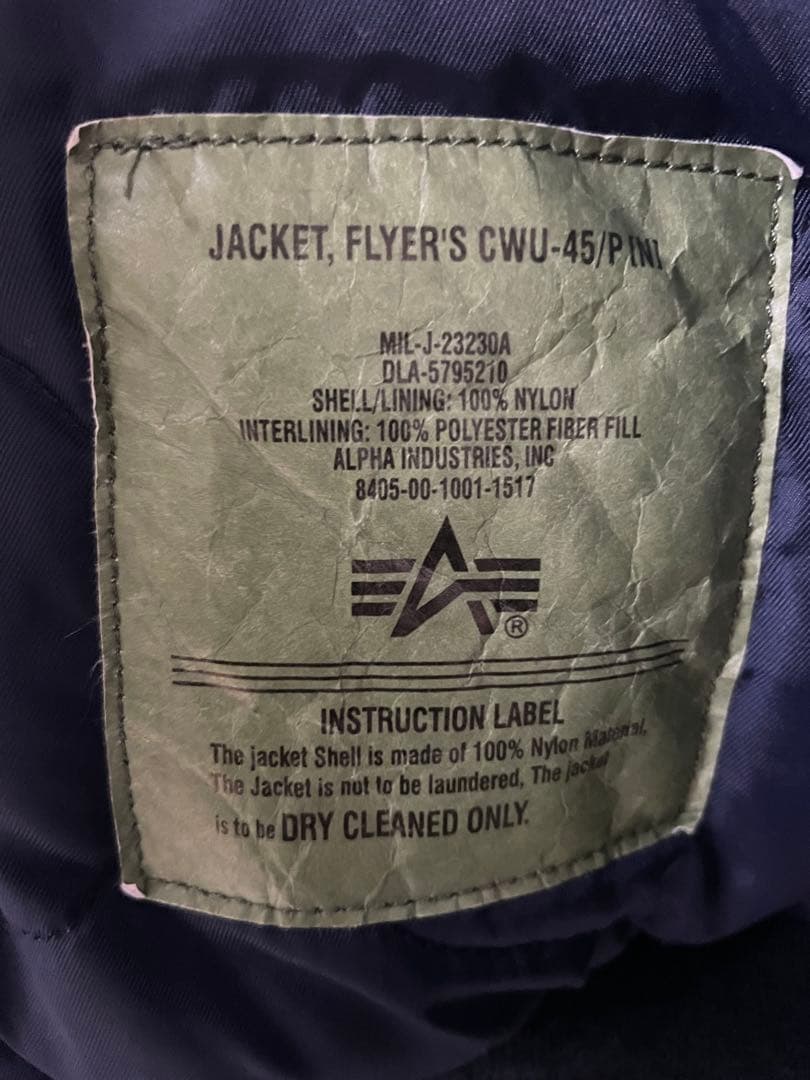 JACKET, FLYER'S CWU-45/P [N]
MIL-J-23230A
DLA-5795210
SHELL/LINING: 100% NYLON
INTERLINING: 100% POLYESTER FIBER FILL
ALPHA INDUSTRIES, INC
8405-00-1001-1517
®
INSTRUCTION LABEL
The jacket Shell is made of 100% Nylon Material,
The Jacket is not to be laundered, The jacket
is to be DRY CLEANED ONLY.